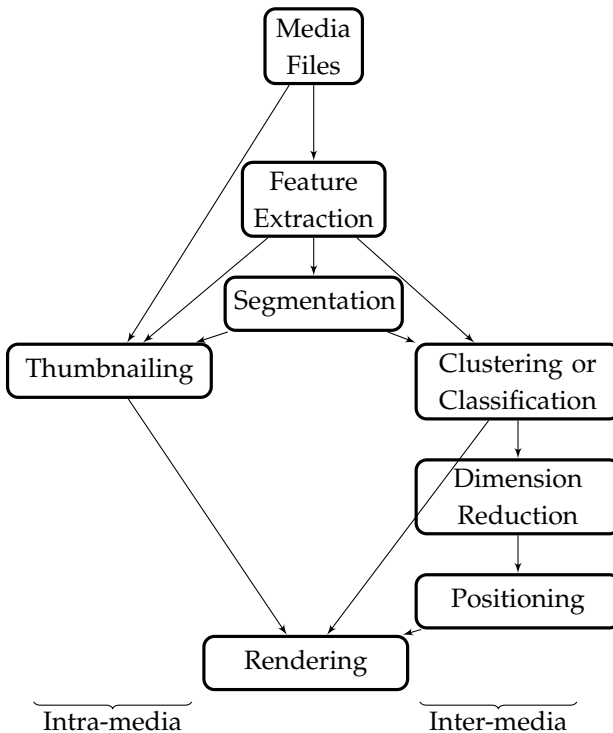 Media
Files
Feature
Extraction
Segmentation
Thumbnailing
Clustering or
Classification
Dimension
Reduction
Positioning
Rendering
Intra-media
Inter-media